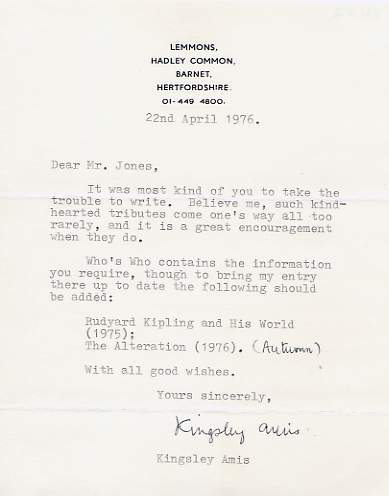 LEMMONS,
HADLEY COMMON,
BARNET,
HERTFORDSHIRE.
01-449 4800.
22nd April 1976.
Dear Mr. Jones,
It was most kind of you to take the
trouble to write. Believe me, such kind-
hearted tributes come one's way all too
rarely, and it is a great encouragement
when they do.
Who's Who contains the information
you require, though to bring my entry
there up to date the following should
be added:
Rudyard Kipling and His World
(1975);
The Alteration (1976). (Autumn)
With all good wishes.
Yours sincerely,
Kingsley Amis.
Kingsley Amis